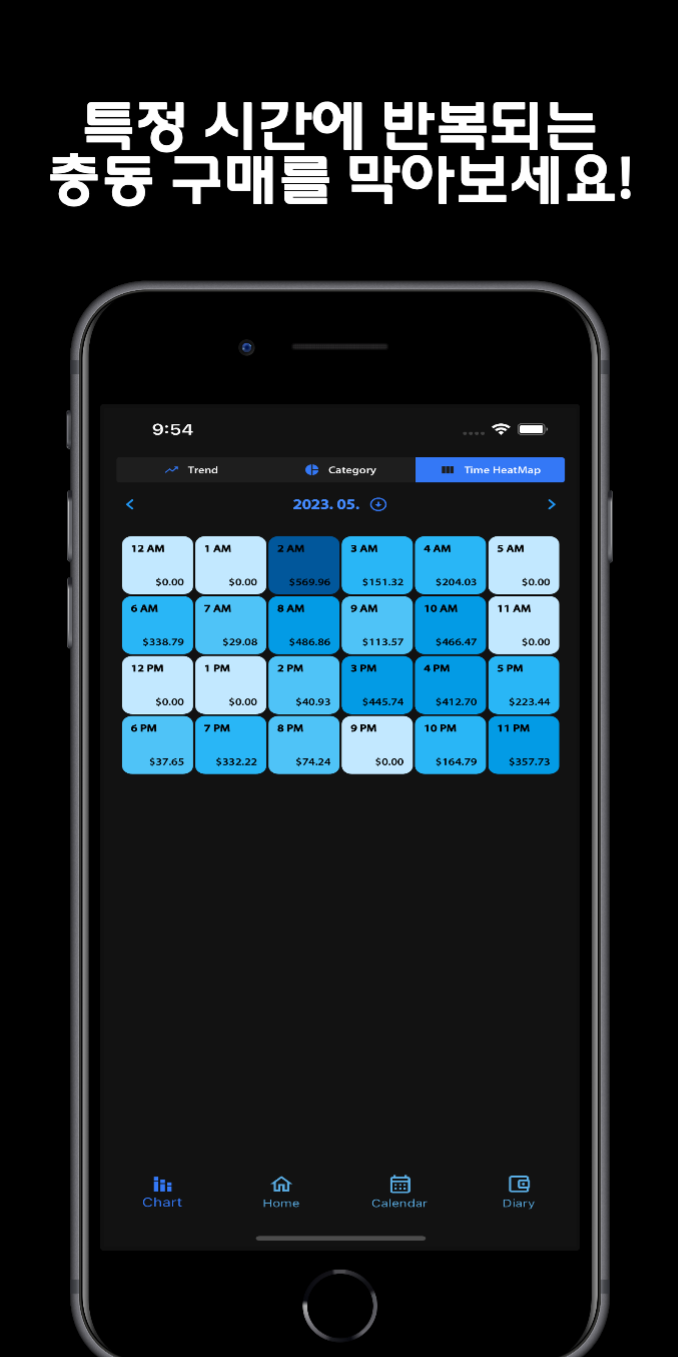 특정 시간에 반복되는
충동 구매를 막아보세요!
9:54
Trend Category Time HeatMap
2023. 05.
12 AM 1 AM 2 AM 3 AM 4 AM 5 AM
$0.00 $0.00 $569.96 $151.32 $204.03 $0.00
6 AM 7 AM 8 AM 9 AM 10 AM 11 AM
$338.79 $29.08 $486.86 $113.57 $466.47 $0.00
12 PM 1 PM 2 PM 3 PM 4 PM 5 PM
$0.00 $0.00 $40.93 $445.74 $412.70 $223.44
6 PM 7 PM 8 PM 9 PM 10 PM 11 PM
$37.65 $332.22 $74.24 $0.00 $164.79 $357.73
Chart Home Calendar Diary